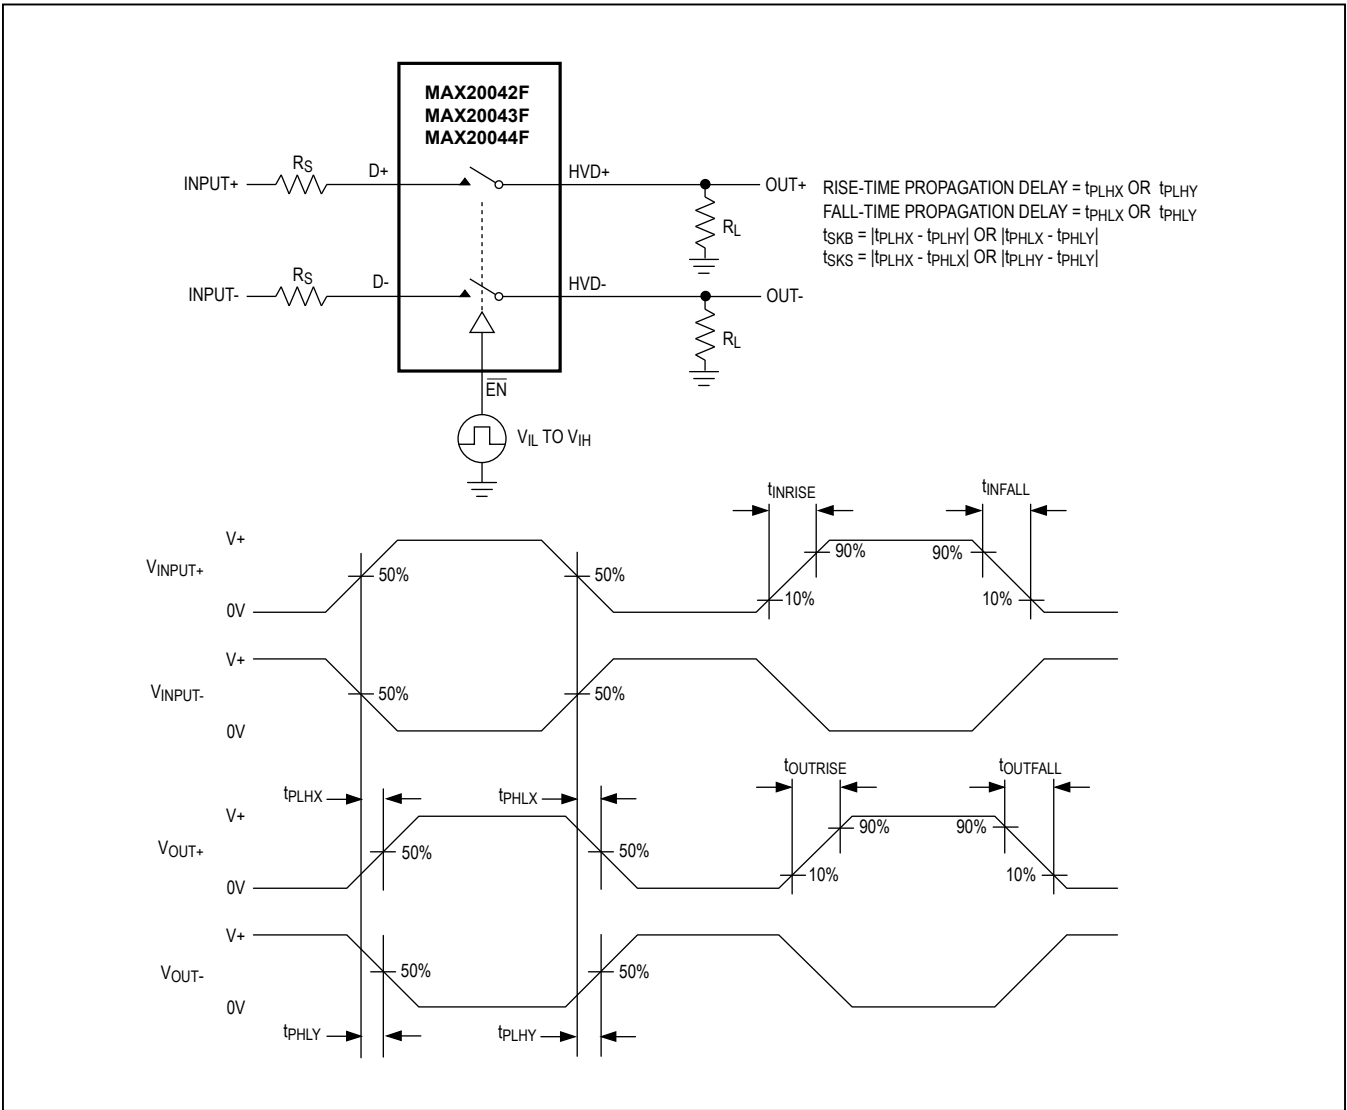 MAX20042F
MAX20043F
MAX20044F
RS
D+
HVD+
INPUT+
OUT+
RL
RISE-TIME PROPAGATION DELAY = tPLHX OR tPLHY
FALL-TIME PROPAGATION DELAY = tPHLX OR tPHLY
tSKB = |tPLHX - tPLHY| OR |tPHLX - tPHLY|
tSKS = |tPLHX - tPHLX| OR |tPLHY - tPHLY|
RS
D-
HVD-
INPUT-
OUT-
RL
EN
VIL TO VIH
tINRISE
tINFALL
V+
VINPUT+
0V
50%
50%
90%
90%
10%
10%
V+
VINPUT-
0V
50%
50%
tOUTRISE
tOUTFALL
tPLHX
tPHLX
V+
VOUT+
0V
50%
50%
90%
90%
10%
10%
V+
VOUT-
0V
50%
50%
tPHLY
tPLHY